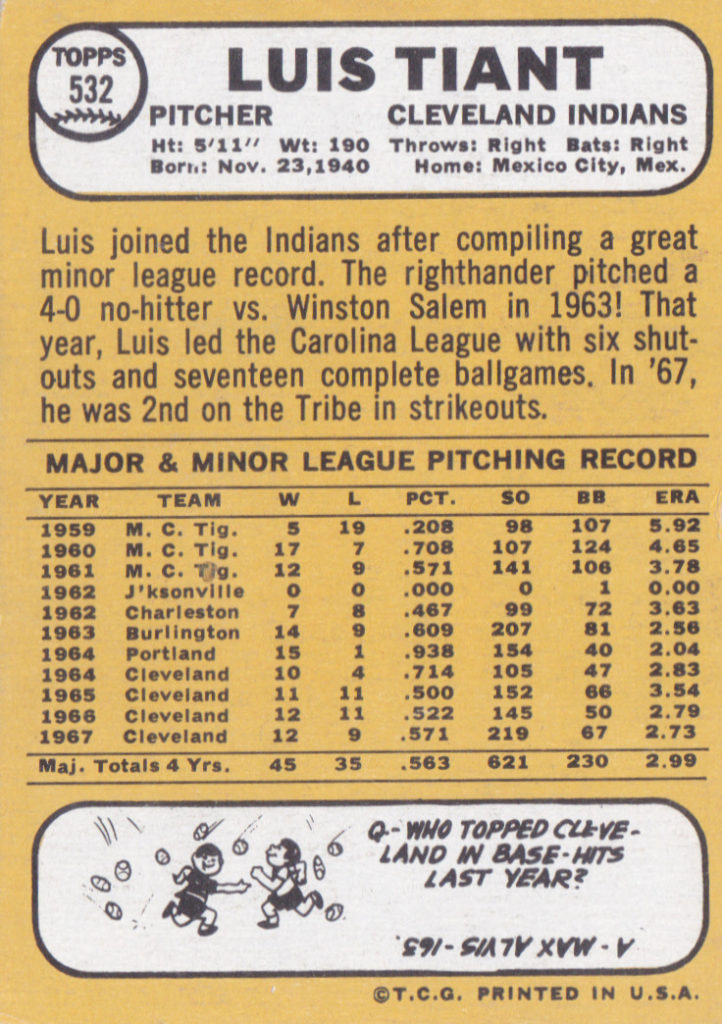 TOPPS
532
LUIS TIANT
PITCHER CLEVELAND INDIANS
Ht: 5'11'' Wt: 190 Throws: Right Bats: Right
Born: Nov. 23,1940 Home: Mexico City, Mex.
Luis joined the Indians after compiling a great
minor league record. The righthander pitched a
4-0 no-hitter vs. Winston Salem in 1963! That
year, Luis led the Carolina League with six shut-
outs and seventeen complete ballgames. In '67,
he was 2nd on the Tribe in strikeouts.
MAJOR & MINOR LEAGUE PITCHING RECORD
YEAR TEAM W L PCT. SO BB ERA
1959 M. C. Tig. 5 19 .208 98 107 5.92
1960 M. C. Tig. 17 7 .708 107 124 4.65
1961 M. C. Tig. 12 9 .571 141 106 3.78
1962 J'ksonville 0 0 .000 0 1 0.00
1962 Charleston 7 8 .467 99 72 3.63
1963 Burlington 14 9 .609 207 81 2.56
1964 Portland 15 1 .938 154 40 2.04
1964 Cleveland 10 4 .714 105 47 2.83
1965 Cleveland 11 11 .500 152 66 3.54
1966 Cleveland 12 11 .522 145 50 2.79
1967 Cleveland 12 9 .571 219 67 2.73
Maj. Totals 4 Yrs. 45 35 .563 621 230 2.99
Q-- WHO TOPPED CLEVE-
LAND IN BASE-HITS
LAST YEAR?
A - MAX ALVIS - 163.
©T.C.G. PRINTED IN U.S.A.